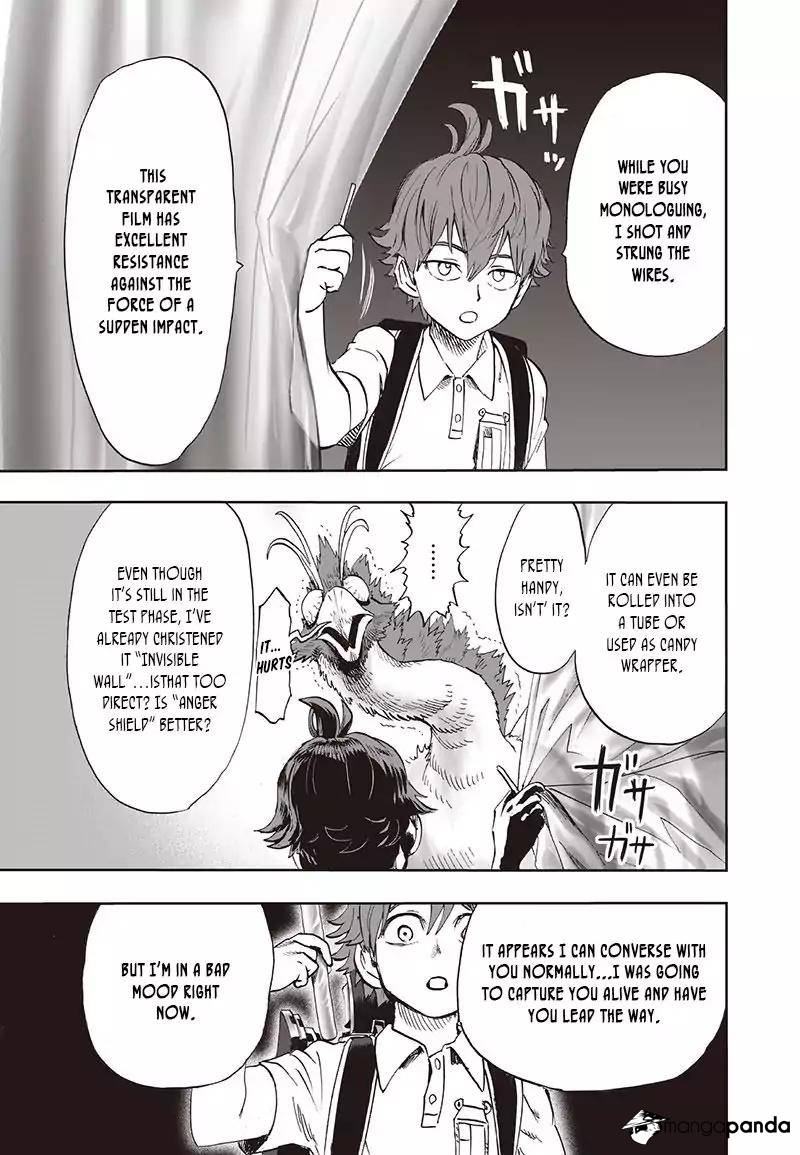 ガサッ
WHILE YOU
WERE BUSY
MONOLOGUING,
I SHOT AND
STRUNG THE
WIRES.
THIS
TRANSPARENT
FILM HAS
EXCELLENT
RESISTANCE
AGAINST THE
FORCE OF A
SUDDEN IMPACT.
IT CAN EVEN BE
ROLLED INTO
A TUBE OR
USED AS CANDY
WRAPPER.
PRETTY
HANDY,
ISN'T' IT?
......
IT...
HURTS
EVEN THOUGH
IT'S STILL IN THE
TEST PHASE, I'VE
ALREADY CHRISTENED
IT "INVISIBLE
WALL"...ISTHAT TOO
DIRECT? IS "ANGER
SHIELD" BETTER?
ガサガサ
IT APPEARS I CAN CONVERSE WITH
YOU NORMALLY...I WAS GOING
TO CAPTURE YOU ALIVE AND HAVE
YOU LEAD THE WAY.
BUT I'M IN A BAD
MOOD RIGHT
NOW.
mangapanda